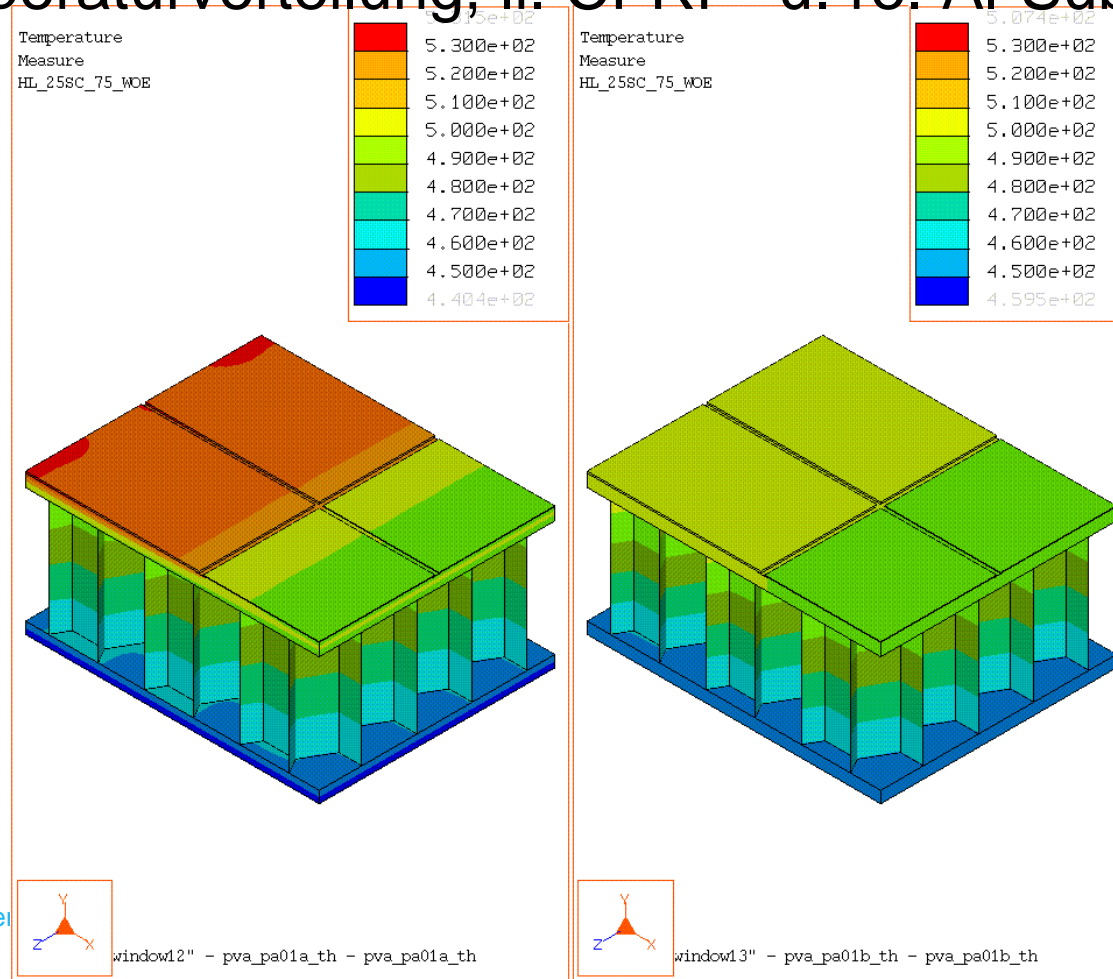 Temperature
Measure
HL_25SC_75_WOE
5.300e+02
5.200e+02
5.100e+02
5.000e+02
4.900e+02
4.800e+02
4.700e+02
4.600e+02
4.500e+02
4.404e+02
Temperature
Measure
HL_25SC_75_WOE
5.074e+02
5.300e+02
5.200e+02
5.100e+02
5.000e+02
4.900e+02
4.800e+02
4.700e+02
4.600e+02
4.500e+02
4.595e+02
Y
Z X
window12" - pva_pa01a_th - pva_pa01a_th
Y
Z X
window13" - pva_pa01b_th - pva_pa01b_th